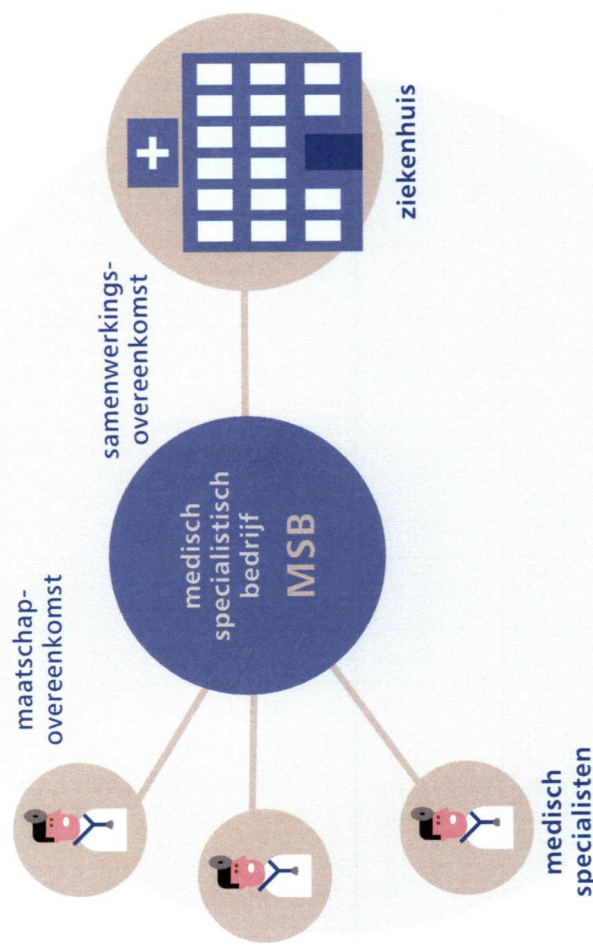 maatschap-
overeenkomst
samenwerkings-
overeenkomst
medisch
specialistisch
bedrijf
MSB
medisch
specialisten
ziekenhuis